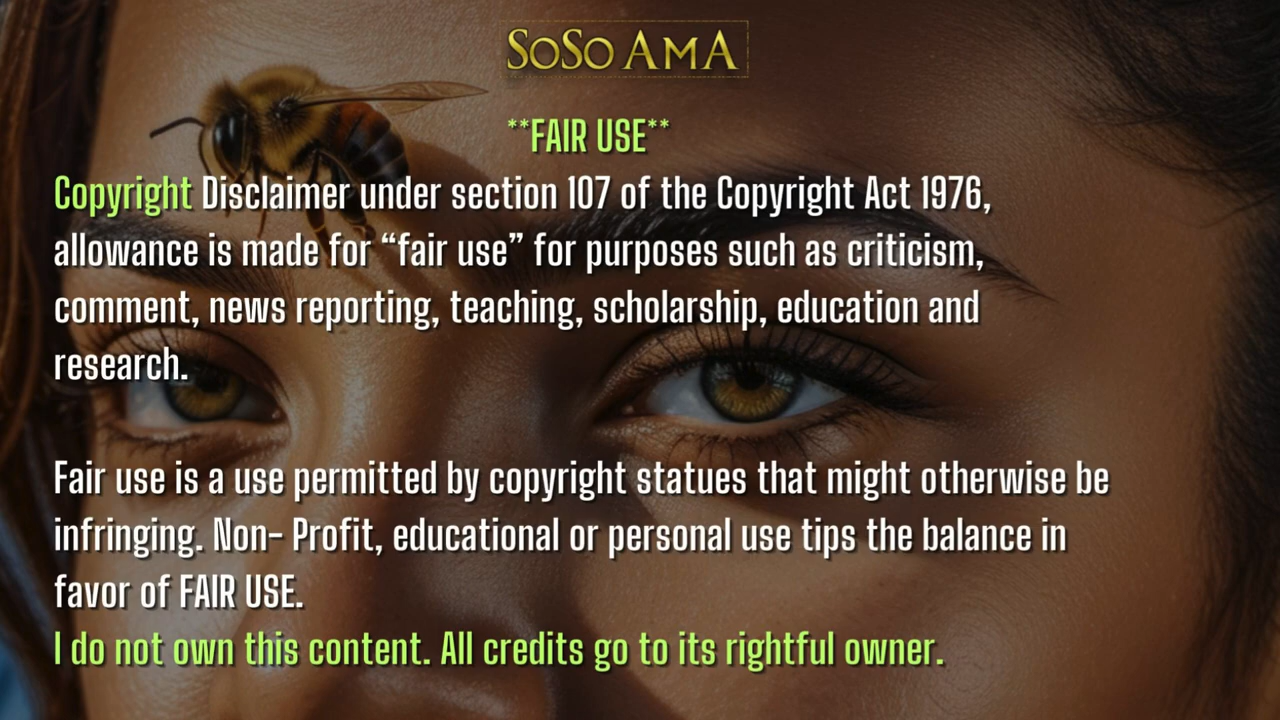 SoSo AmA
**FAIR USE**
Copyright Disclaimer under section 107 of the Copyright Act 1976,
allowance is made for “fair use” for purposes such as criticism,
comment, news reporting, teaching, scholarship, education and
research.
Fair use is a use permitted by copyright statues that might otherwise be
infringing. Non- Profit, educational or personal use tips the balance in
favor of FAIR USE.
I do not own this content. All credits go to its rightful owner.